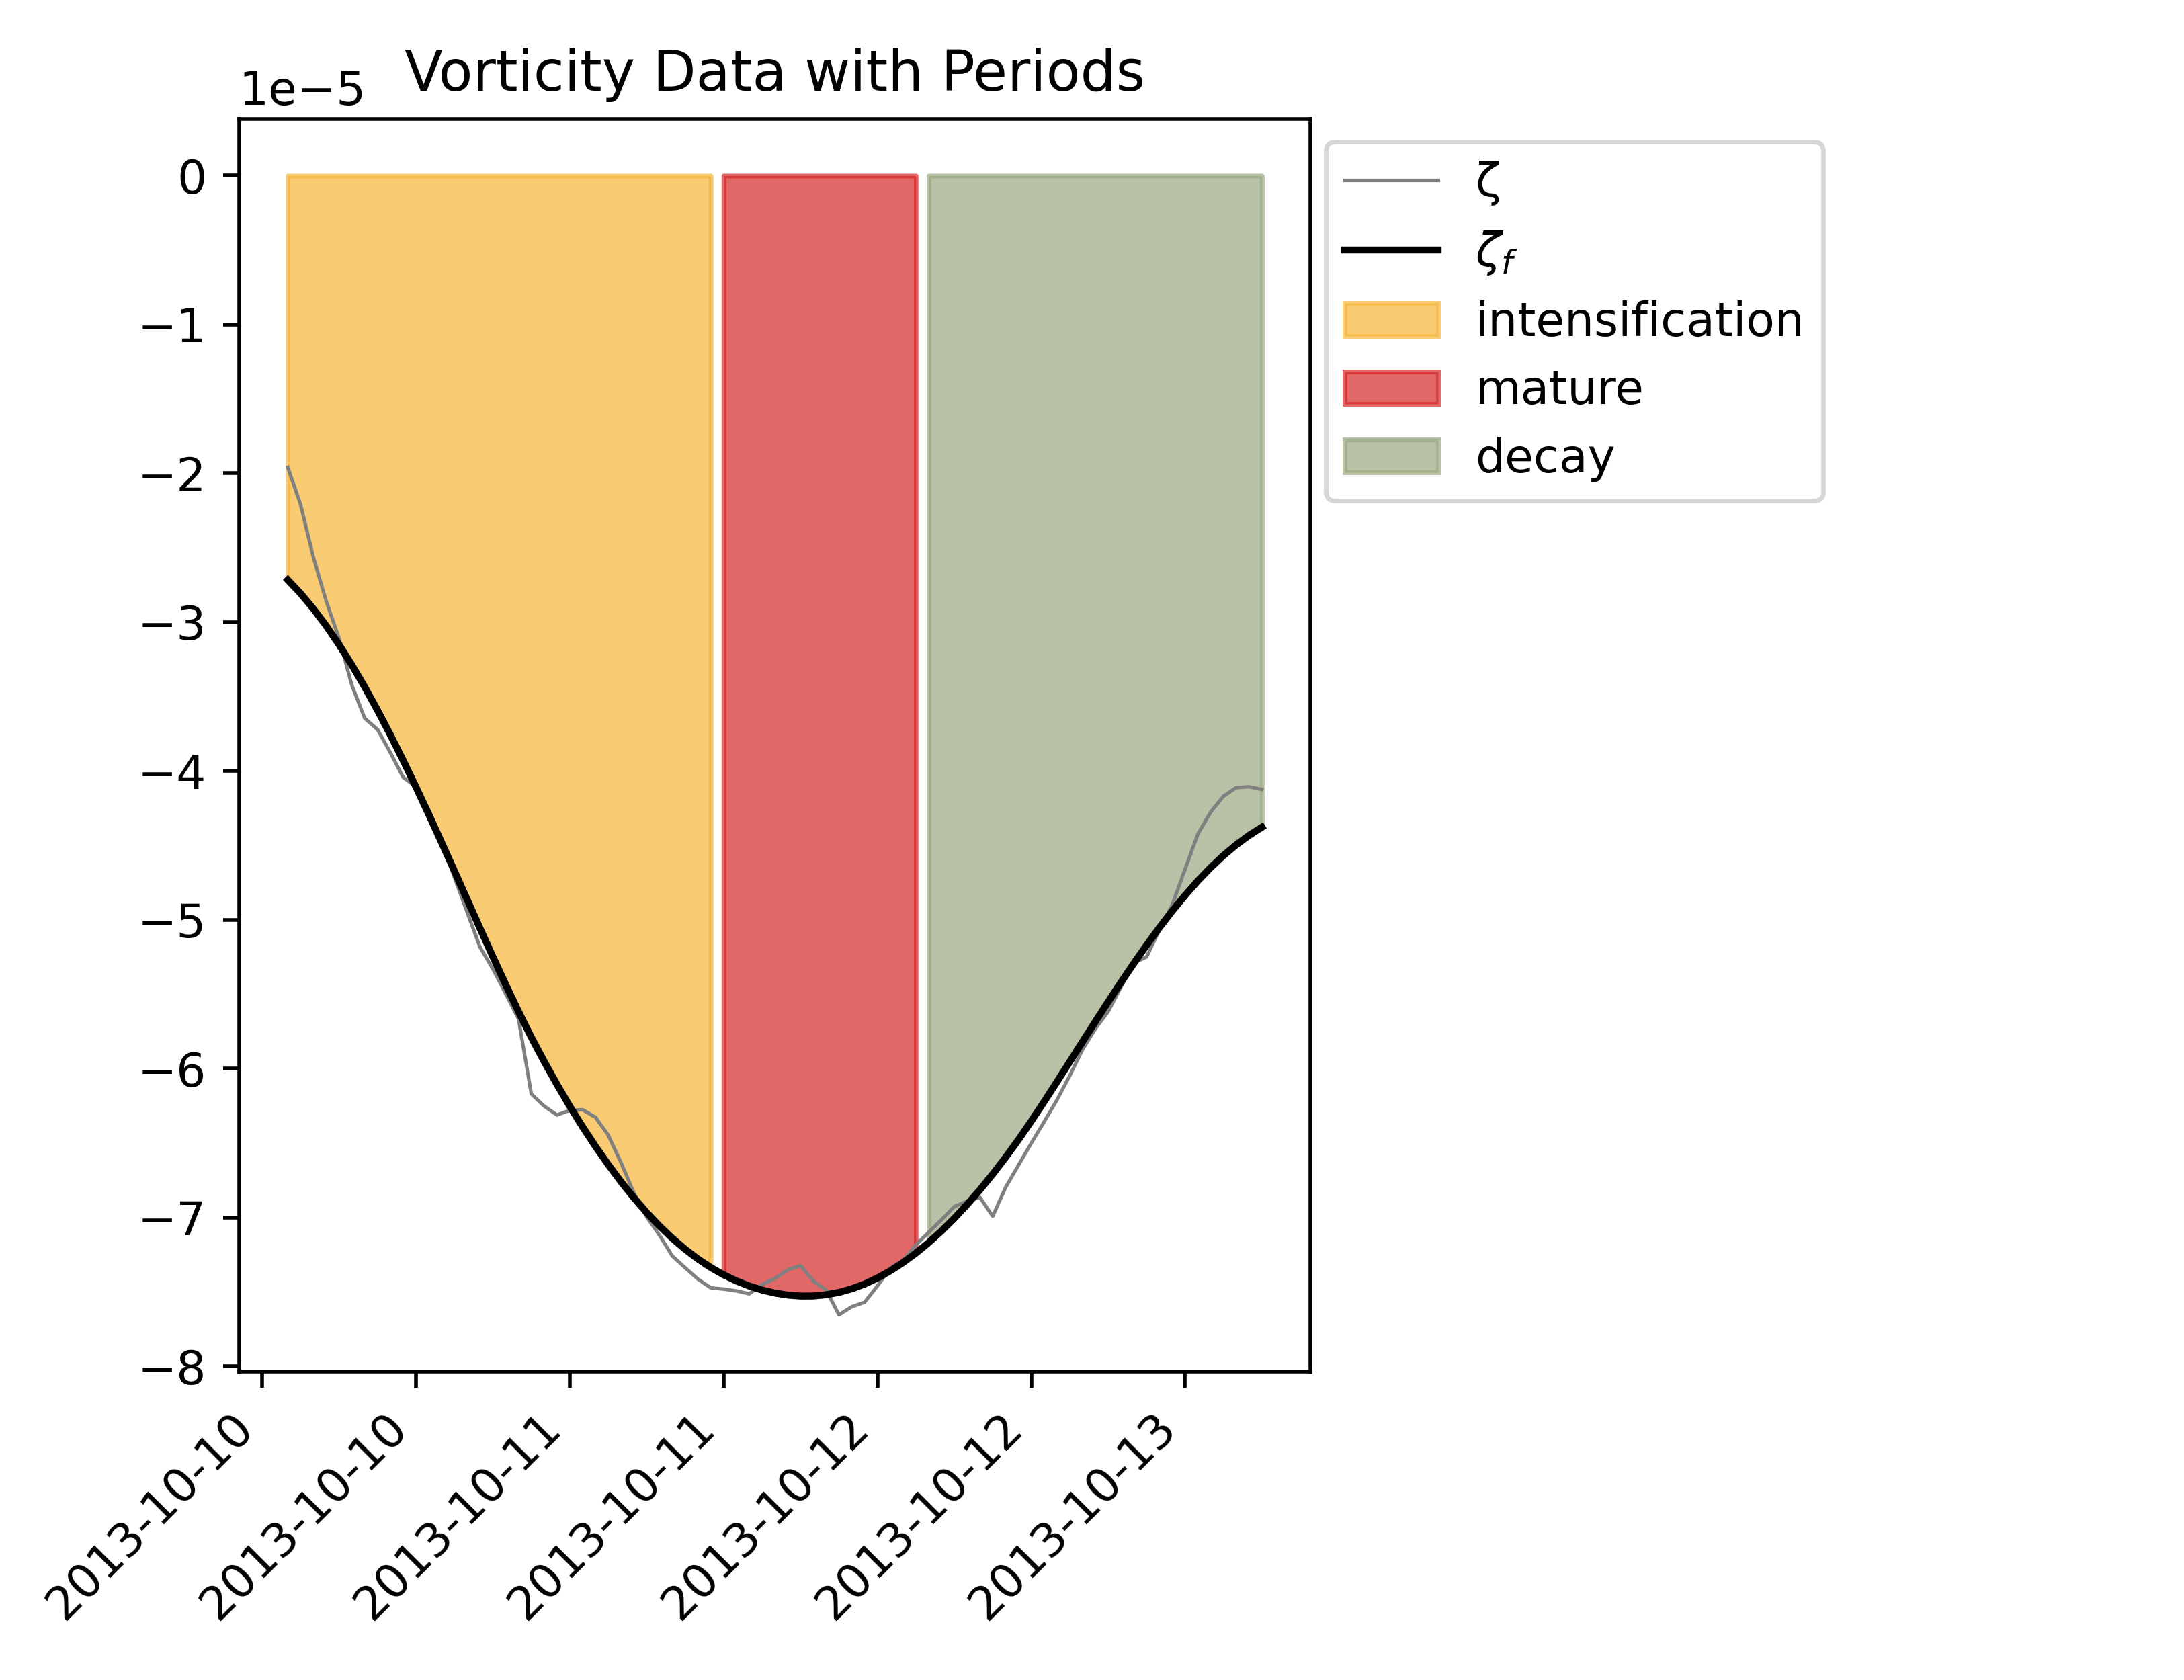 Vorticity Data with Periods
1e−5
0
−1
−2
−3
−4
−5
−6
−7
−8
2013-10-10
2013-10-10
2013-10-11
2013-10-11
2013-10-12
2013-10-12
2013-10-13
ζ
ζf
intensification
mature
decay